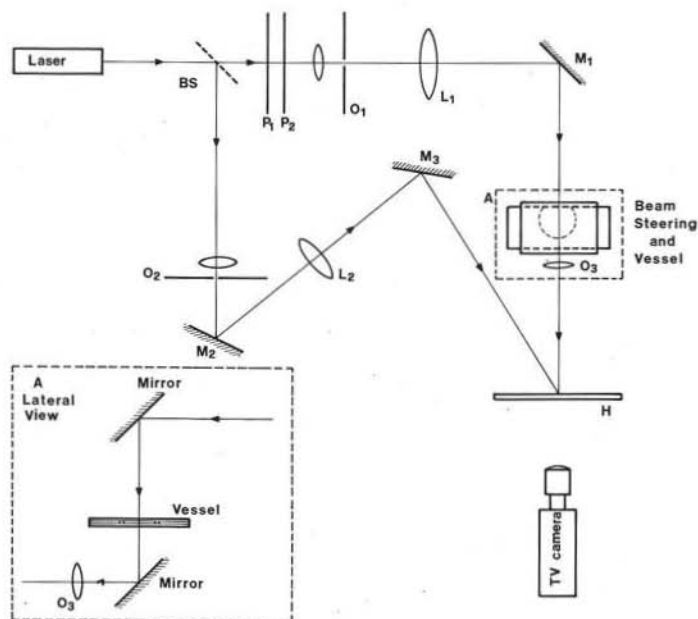 Laser
BS
P1
P2
O1
L1
M1
M3
A
Beam
Steering
and
Vessel
O3
O2
L2
M2
H
A
Lateral
View
Mirror
Vessel
Mirror
O3
TV camera